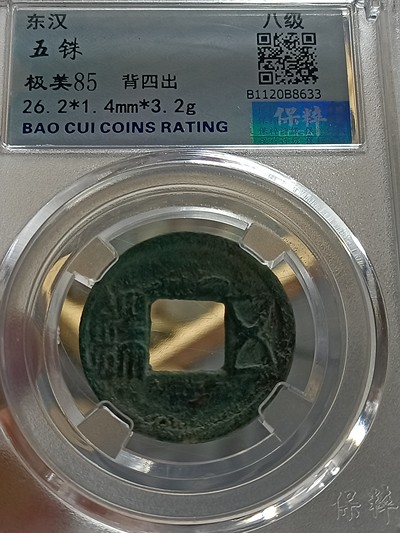 东汉
八级
五铢
极美85 背四出
26.2*1.4mm*3.2g
B1120B8633
BAO CUI COINS RATING
保粹
五
保粹